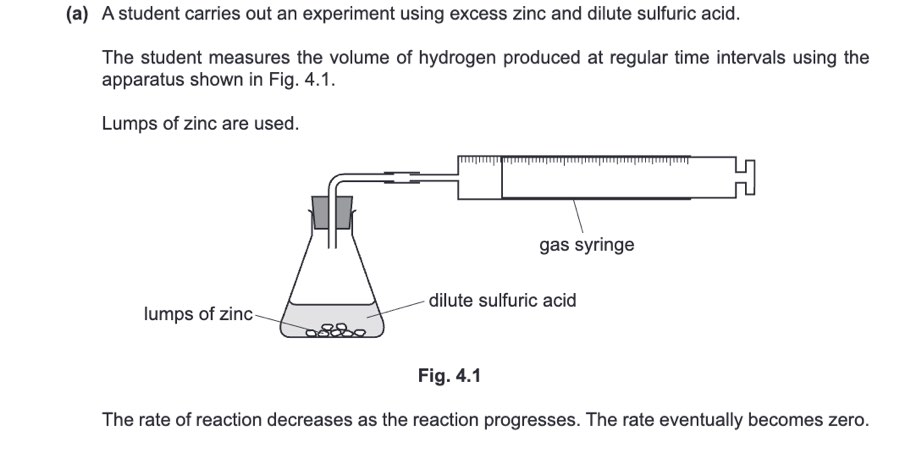 (a) A student carries out an experiment using excess zinc and dilute sulfuric acid.
The student measures the volume of hydrogen produced at regular time intervals using the
apparatus shown in Fig. 4.1.
Lumps of zinc are used.
gas syringe
dilute sulfuric acid
lumps of zinc
Fig. 4.1
The rate of reaction decreases as the reaction progresses. The rate eventually becomes zero.